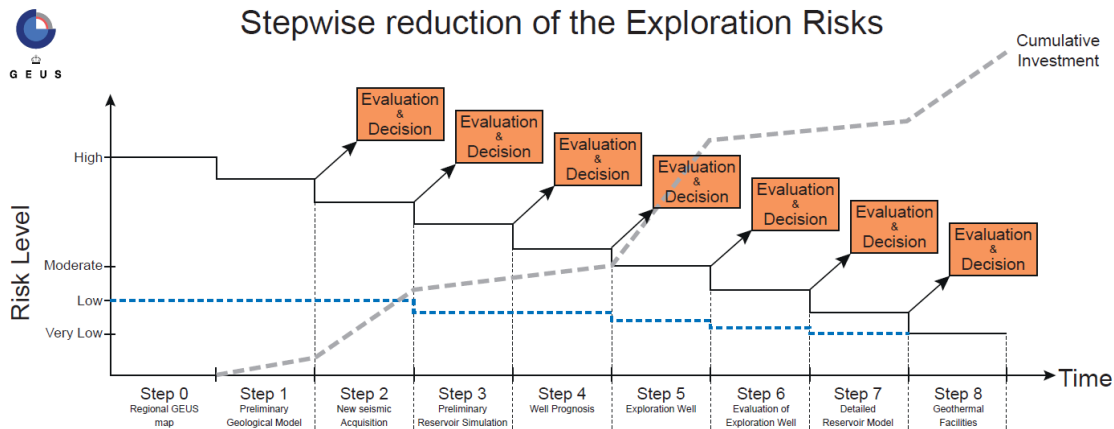 Stepwise reduction of the Exploration Risks
G E U S
Cumulative
Investment
Evaluation
&
Decision
Evaluation
&
Decision
Evaluation
&
Decision
Evaluation
&
Decision
Evaluation
&
Decision
Evaluation
&
Decision
Evaluation
&
Decision
Risk Level
High
Moderate
Low
Very Low
Time
Step 0
Regional GEUS
map
Step 1
Preliminary
Geological Model
Step 2
New seismic
Acquisition
Step 3
Preliminary
Reservoir Simulation
Step 4
Well Prognosis
Step 5
Exploration Well
Step 6
Evaluation of
Exploration Well
Step 7
Detailed
Reservoir Model
Step 8
Geothermal
Facilities